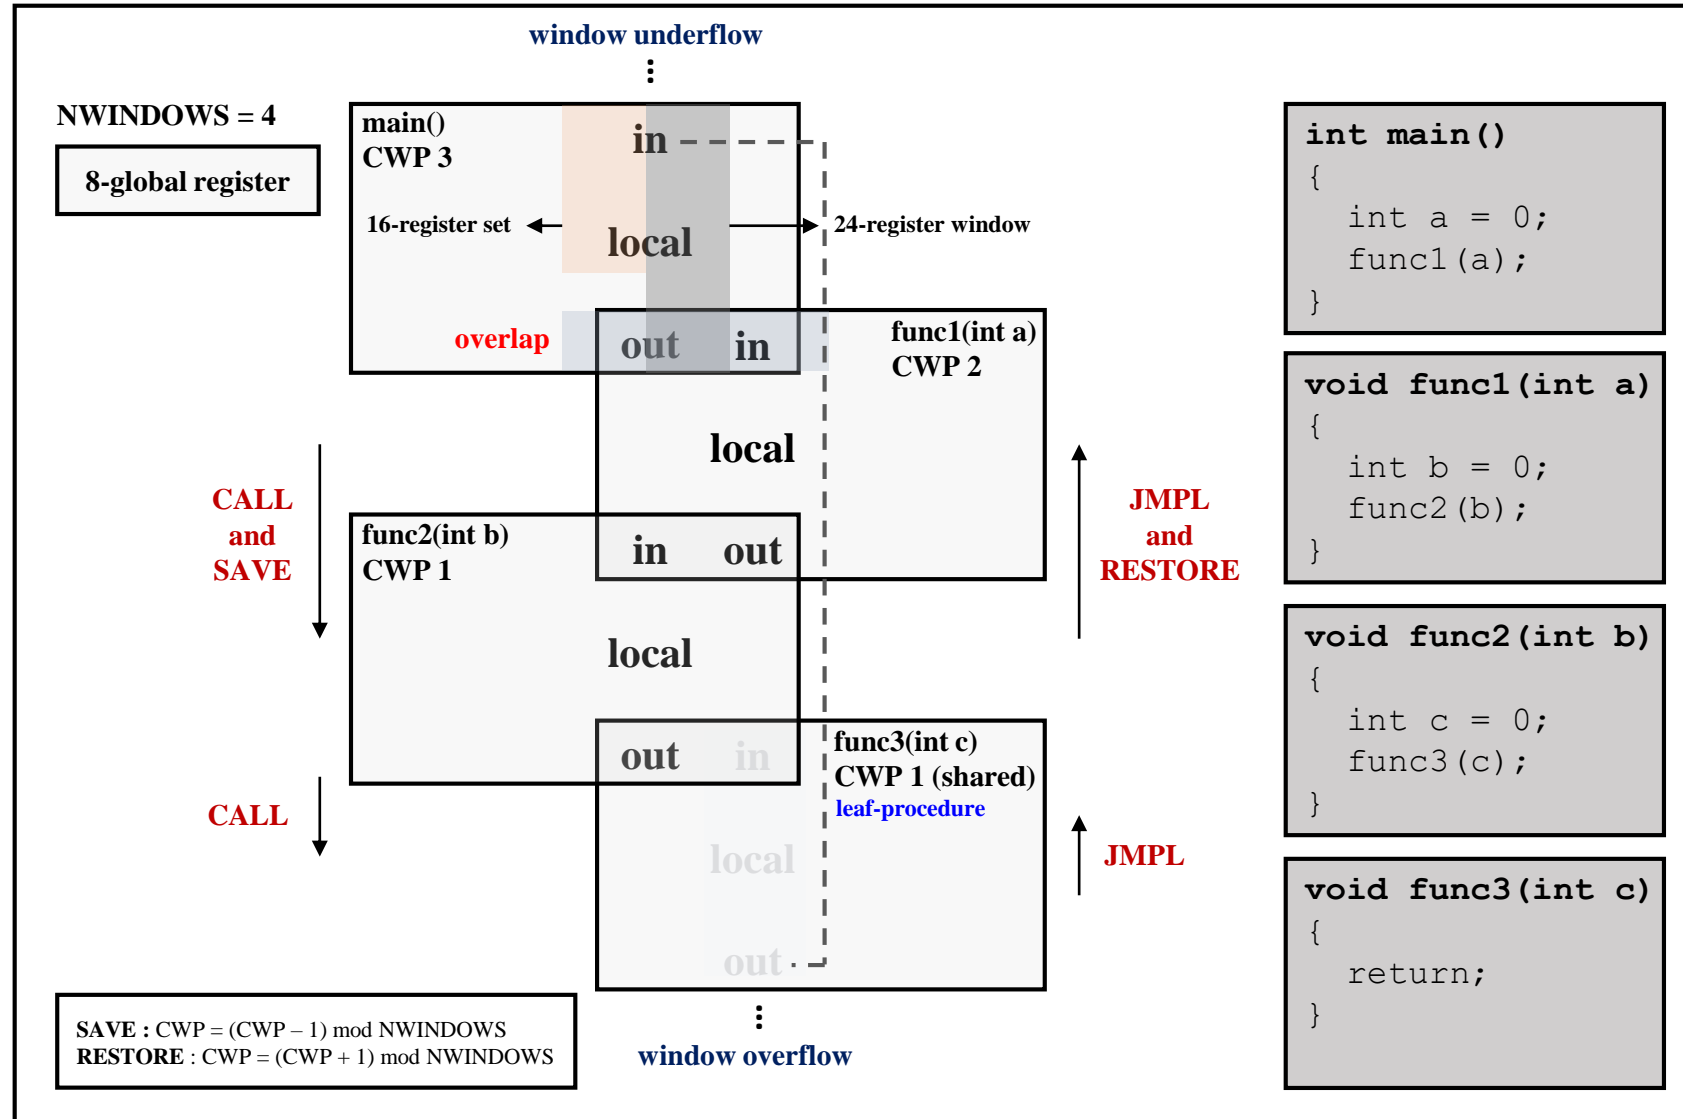 window underflow
NWINDOWS = 4
8-global register
main()
CWP 3
in
16-register set
24-register window
local
overlap
out
in
func1(int a)
CWP 2
local
CALL
and
SAVE
JMPL
and
RESTORE
func2(int b)
CWP 1
in
out
local
out
in
func3(int c)
CWP 1 (shared)
leaf-procedure
CALL
JMPL
local
out
window overflow
SAVE : CWP = (CWP – 1) mod NWINDOWS
RESTORE : CWP = (CWP + 1) mod NWINDOWS
int main()
{
int a = 0;
func1(a);
}
void func1(int a)
{
int b = 0;
func2(b);
}
void func2(int b)
{
int c = 0;
func3(c);
}
void func3(int c)
{
return;
}